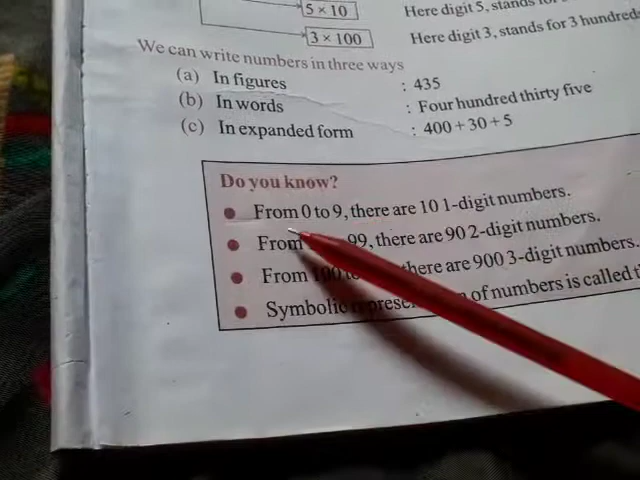 5 × 10
Here digit 5, stands for
3 × 100
Here digit 3, stands for 3 hundreds
We can write numbers in three ways
(a) In figures : 435
(b) In words : Four hundred thirty five
(c) In expanded form : 400 + 30 + 5
Do you know?
From 0 to 9, there are 10 1-digit numbers.
From 99, there are 90 2-digit numbers.
From 100 to there are 900 3-digit numbers.
Symbolic of numbers is called